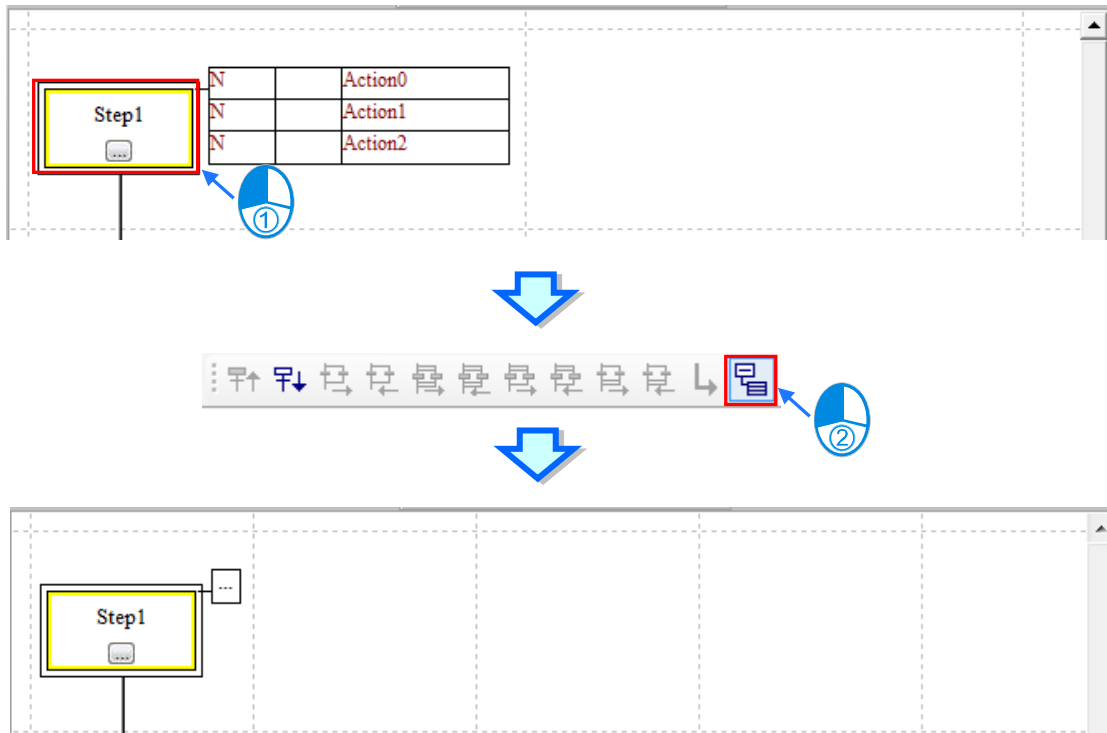 N Action0
Step1
N Action1
... N Action2
①
②
...
Step1
...